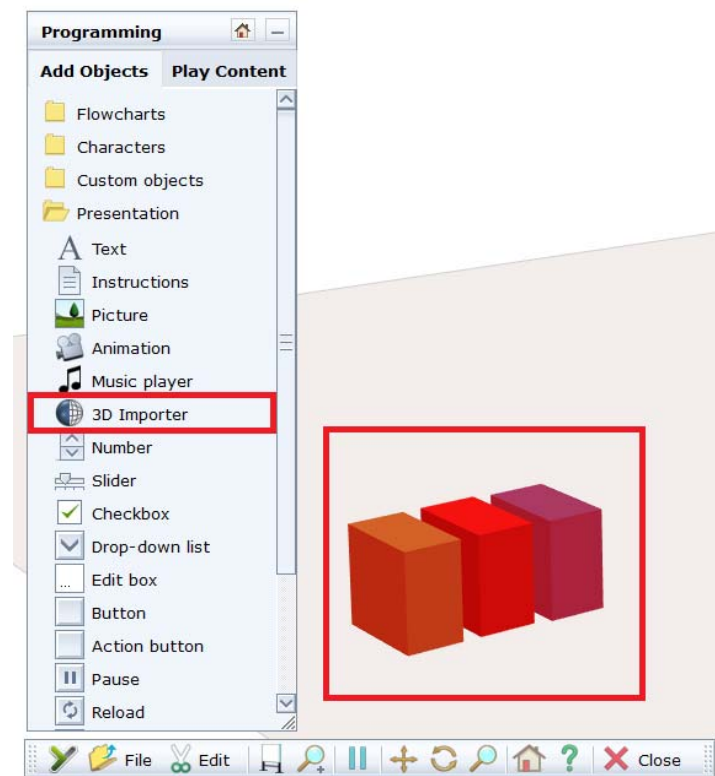 Programming
Add Objects Play Content
Flowcharts
Characters
Custom objects
Presentation
A Text
Instructions
Picture
Animation
Music player
3D Importer
Number
Slider
Checkbox
Drop-down list
... Edit box
Button
Action button
Pause
Reload
File Edit ? Close